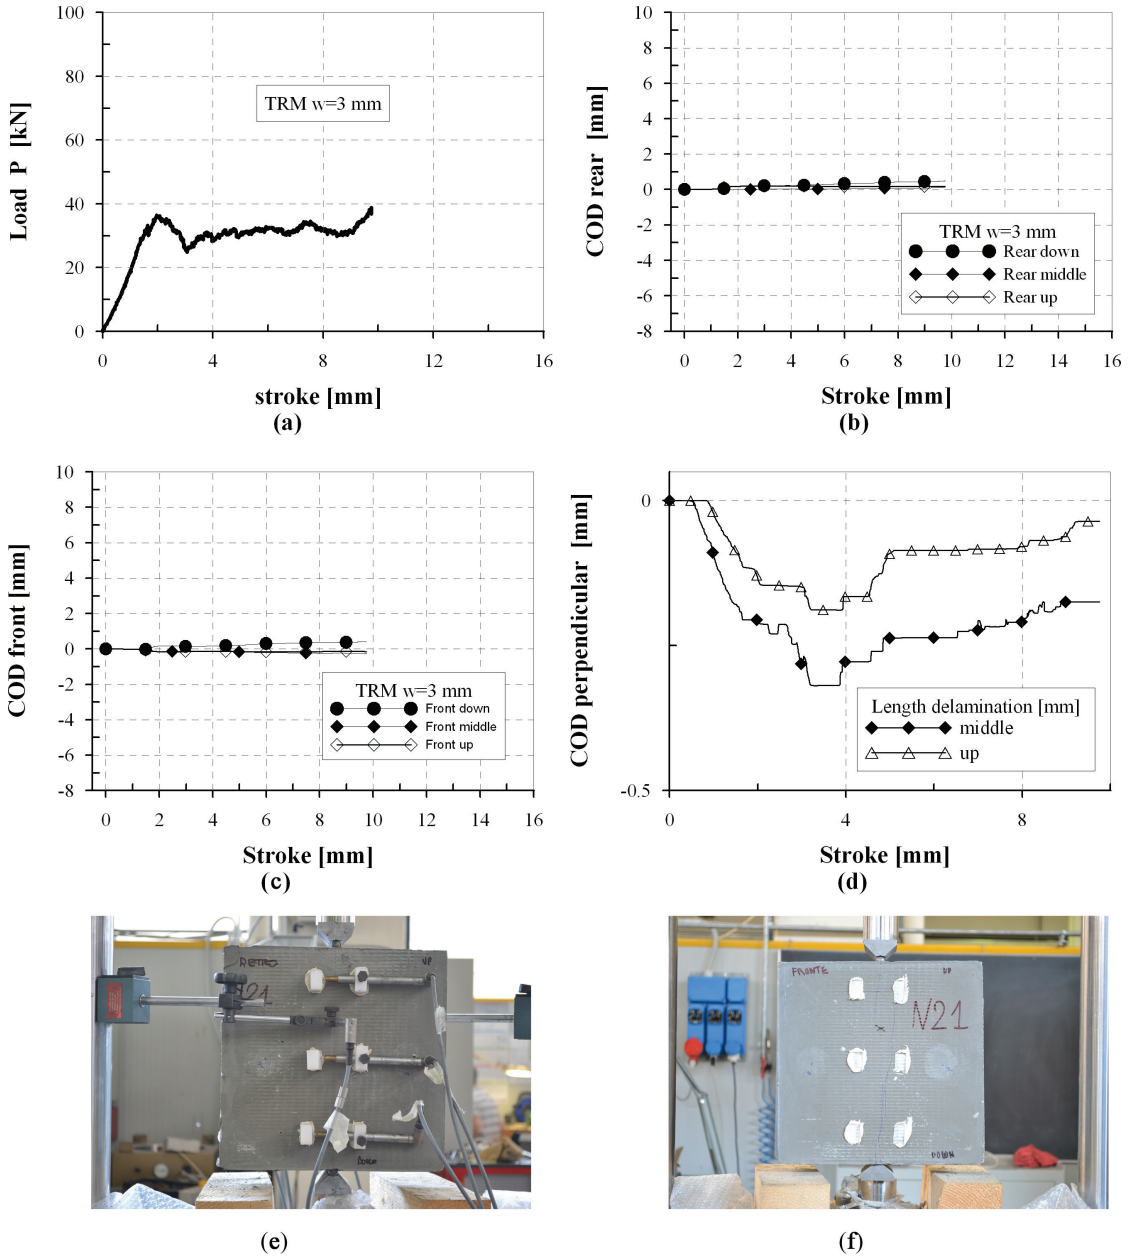 100
80
60
40
20
0
0 4 8 12 16
Load P [kN]
TRM w=3 mm
stroke [mm]
(a)
10
8
6
4
2
0
-2
-4
-6
-8
0 2 4 6 8 10 12 14 16
COD rear [mm]
TRM w=3 mm
Rear down
Rear middle
Rear up
Stroke [mm]
(b)
10
8
6
4
2
0
-2
-4
-6
-8
0 2 4 6 8 10 12 14 16
COD front [mm]
TRM w=3 mm
Front down
Front middle
Front up
Stroke [mm]
(c)
0
-0.5
0 4 8
COD perpendicular [mm]
Length delamination [mm]
middle
up
Stroke [mm]
(d)
RETRO
UP
21
DOWN
(e)
FRONTE
UP
N21
DOWN
(f)